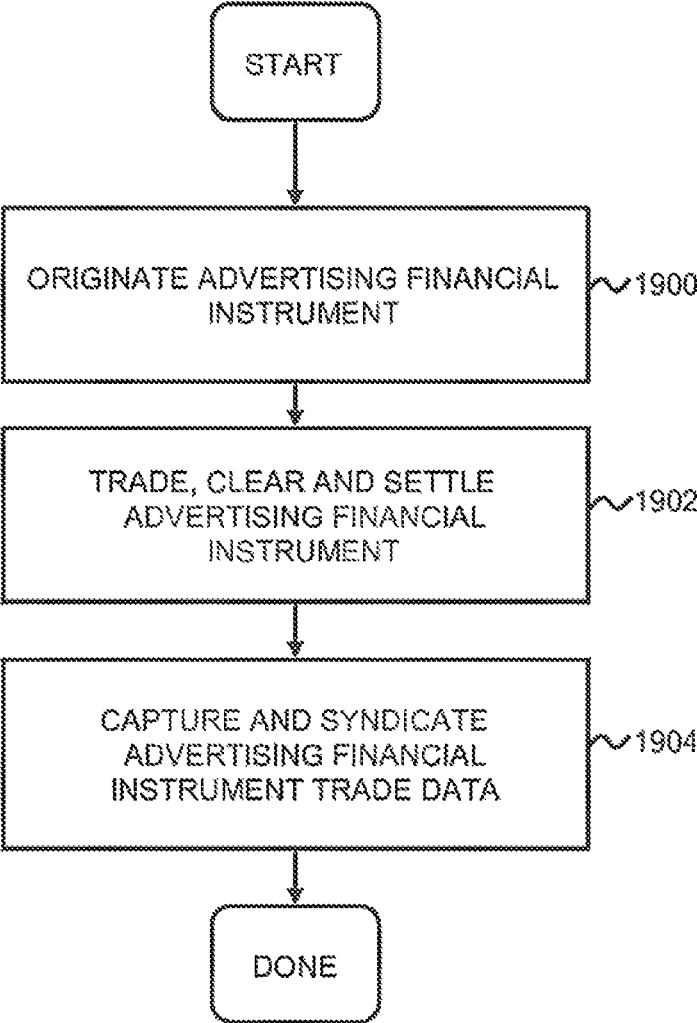 START
ORIGINATE ADVERTISING FINANCIAL
INSTRUMENT
1900
TRADE, CLEAR AND SETTLE
ADVERTISING FINANCIAL
INSTRUMENT
1902
CAPTURE AND SYNDICATE
ADVERTISING FINANCIAL
INSTRUMENT TRADE DATA
1904
DONE